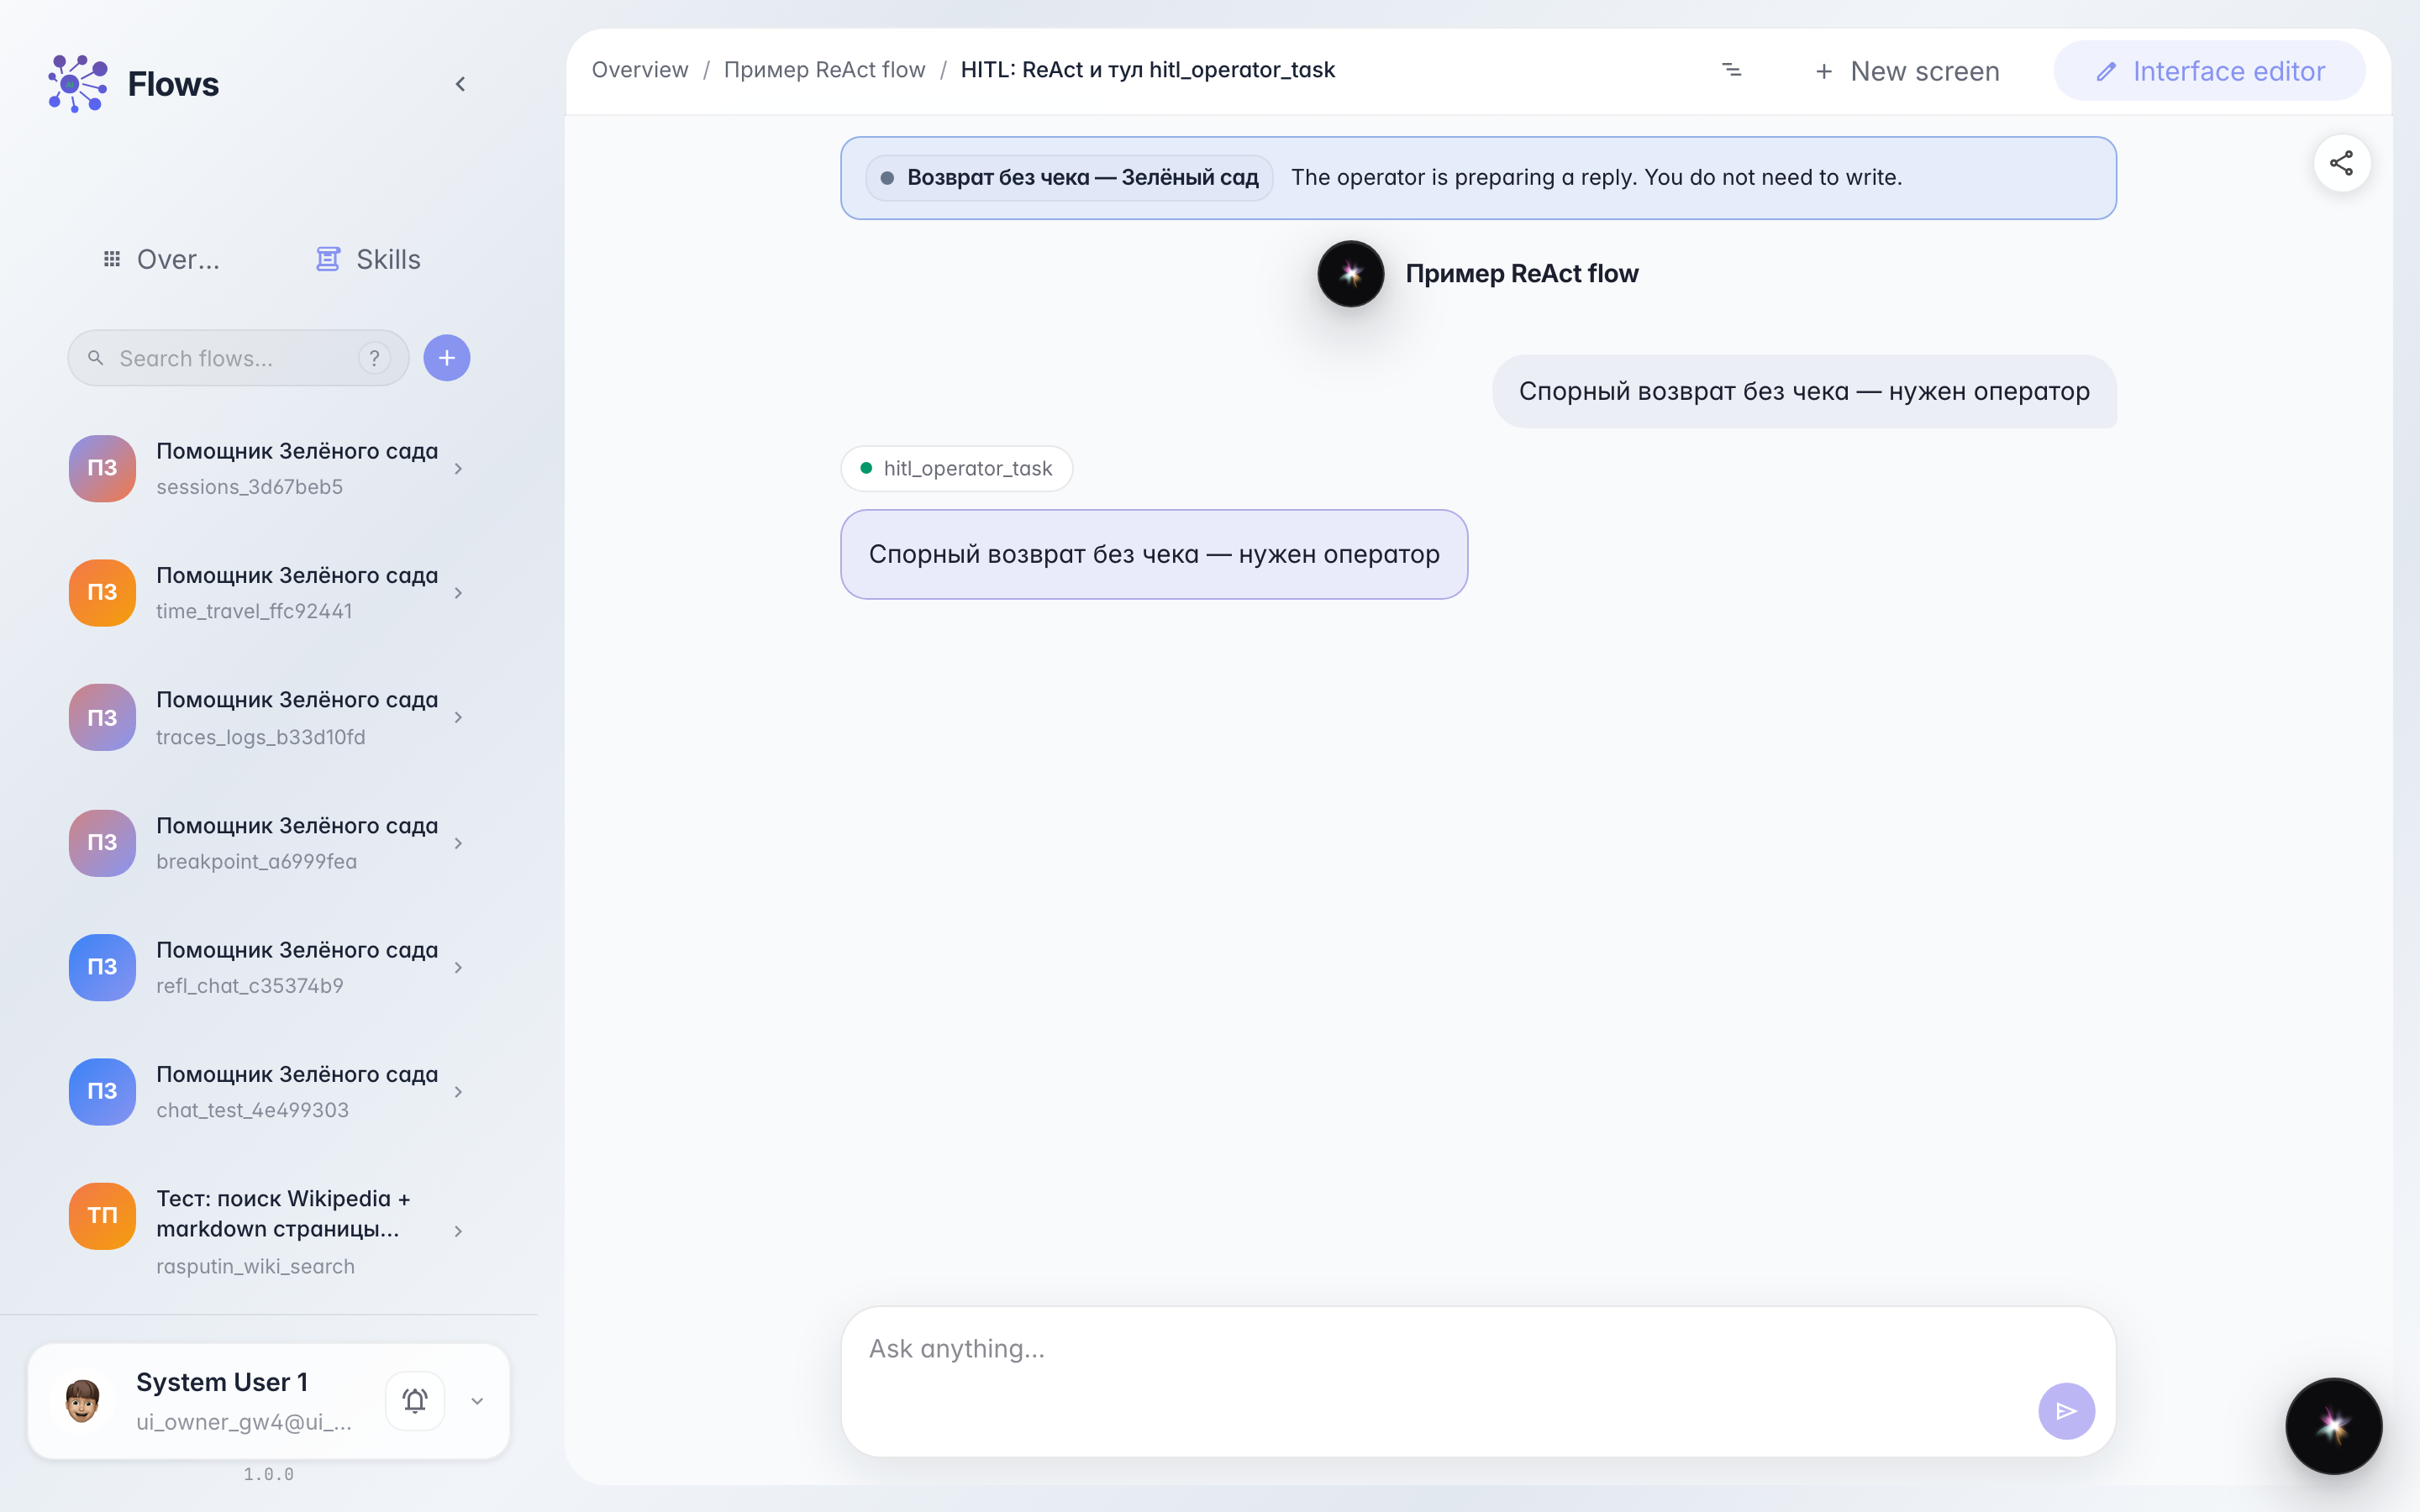 Flows
Over...
Skills
Search flows...
?
ПЗ
Помощник Зелёного сада
sessions_3d67beb5
ПЗ
Помощник Зелёного сада
time_travel_ffc92441
ПЗ
Помощник Зелёного сада
traces_logs_b33d10fd
ПЗ
Помощник Зелёного сада
breakpoint_a6999fea
ПЗ
Помощник Зелёного сада
refl_chat_c35374b9
ПЗ
Помощник Зелёного сада
chat_test_4e499303
ТП
Тест: поиск Wikipedia +
markdown страницы...
rasputin_wiki_search
System User 1
ui_owner_gw4@ui_...
1.0.0
Overview / Пример ReAct flow / HITL: ReAct и тул hitl_operator_task
New screen
Interface editor
Возврат без чека — Зелёный сад The operator is preparing a reply. You do not need to write.
Пример ReAct flow
Спорный возврат без чека — нужен оператор
hitl_operator_task
Спорный возврат без чека — нужен оператор
Ask anything...